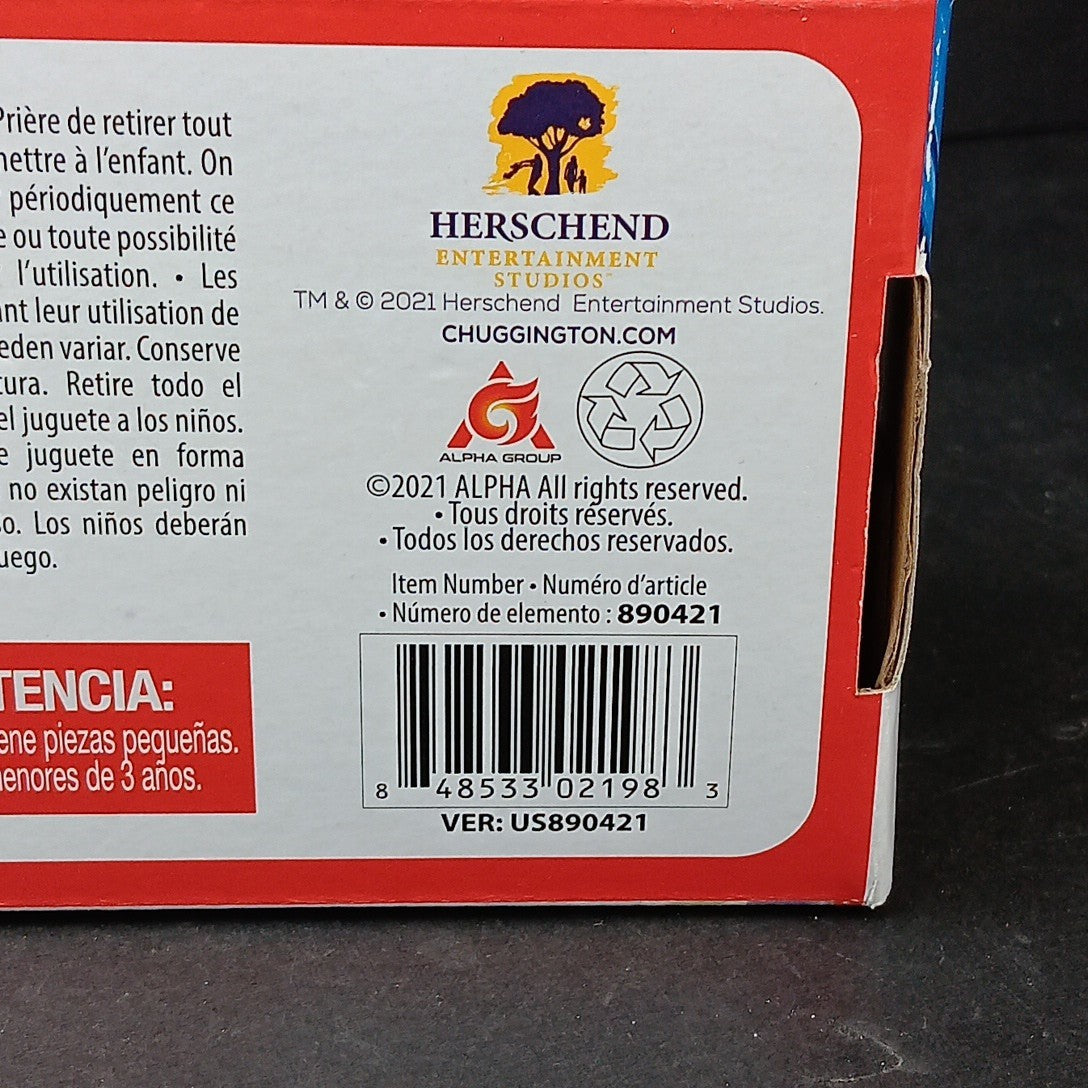 Prière de retirer tout
mettre à l'enfant. On
périodiquement ce
e ou toute possibilité
l'utilisation. • Les
ant leur utilisation de
eden variar. Conserve
tura. Retire todo el
el juguete a los niños.
e juguete en forma
no existan peligro ni
so. Los niños deberán
uego.
TENCIA:
ene piezas pequeñas.
menores de 3 años.
HERSCHEND
ENTERTAINMENT
STUDIOS™
TM & © 2021 Herschend Entertainment Studios.
CHUGGINGTON.COM
ALPHA GROUP
©2021 ALPHA All rights reserved.
• Tous droits réservés.
• Todos los derechos reservados.
Item Number • Numéro d'article
• Número de elemento : 890421
8 48533 02198 3
VER: US890421